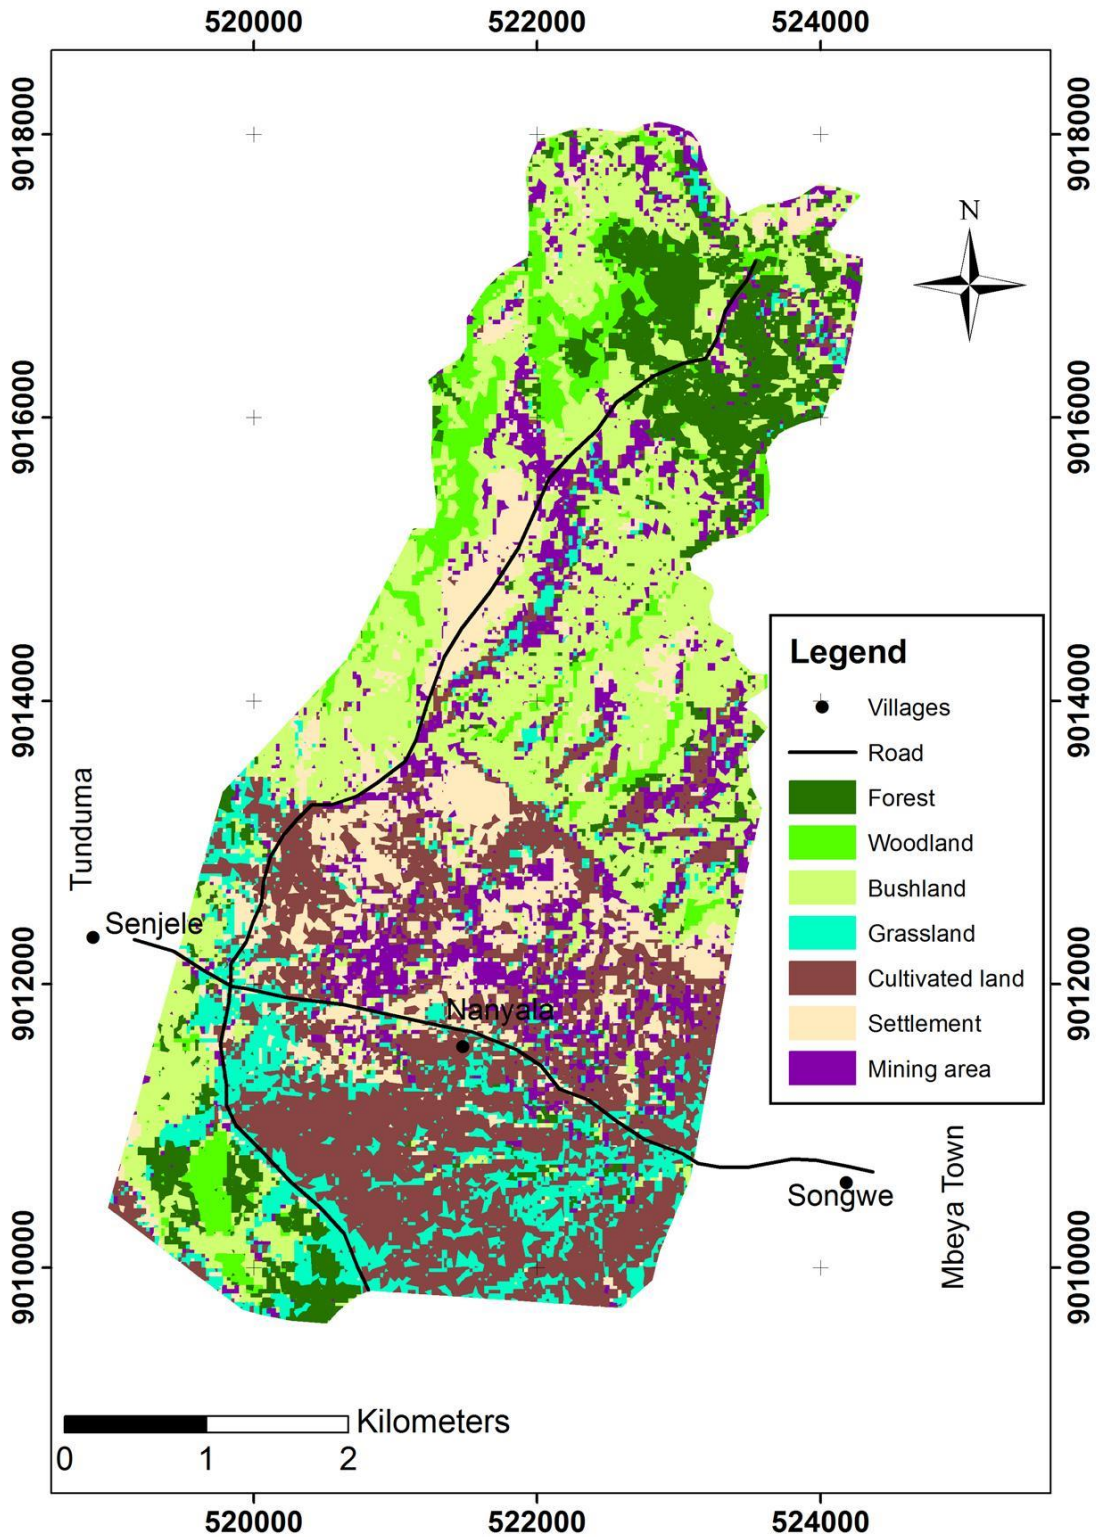 520000 522000 524000
9018000 9018000
N
9016000 9016000
Legend
Villages
Road
Forest
Woodland
Bushland
Grassland
Cultivated land
Settlement
Mining area
9014000 9014000
Tunduma
Senjele
9012000 9012000
Nanyala
Songwe
Mbeya Town
9010000 9010000
Kilometers
0 1 2
520000 522000 524000